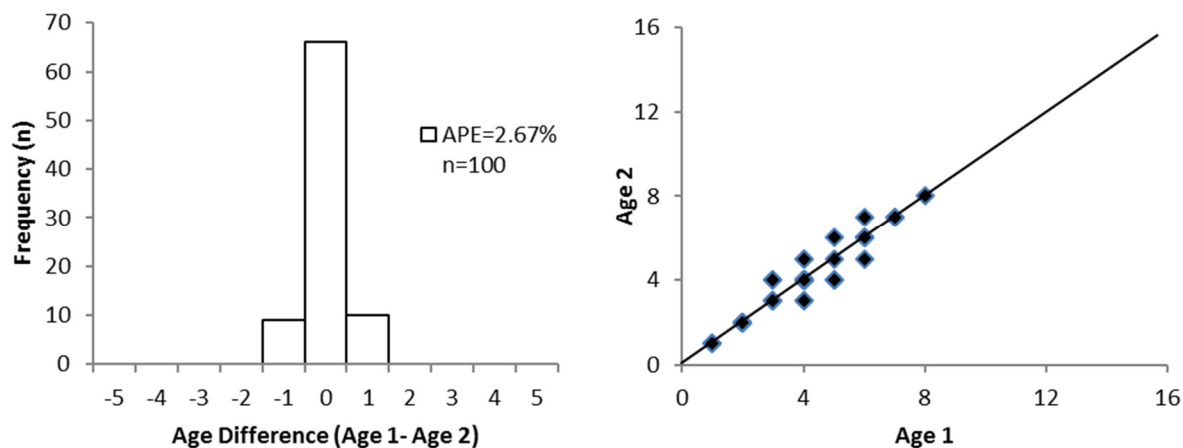 70
60
50
40
30
20
10
0
Frequency (n)
APE=2.67%
n=100
-5 -4 -3 -2 -1 0 1 2 3 4 5
Age Difference (Age 1- Age 2)
16
12
8
4
0
Age 2
0 4 8 12 16
Age 1